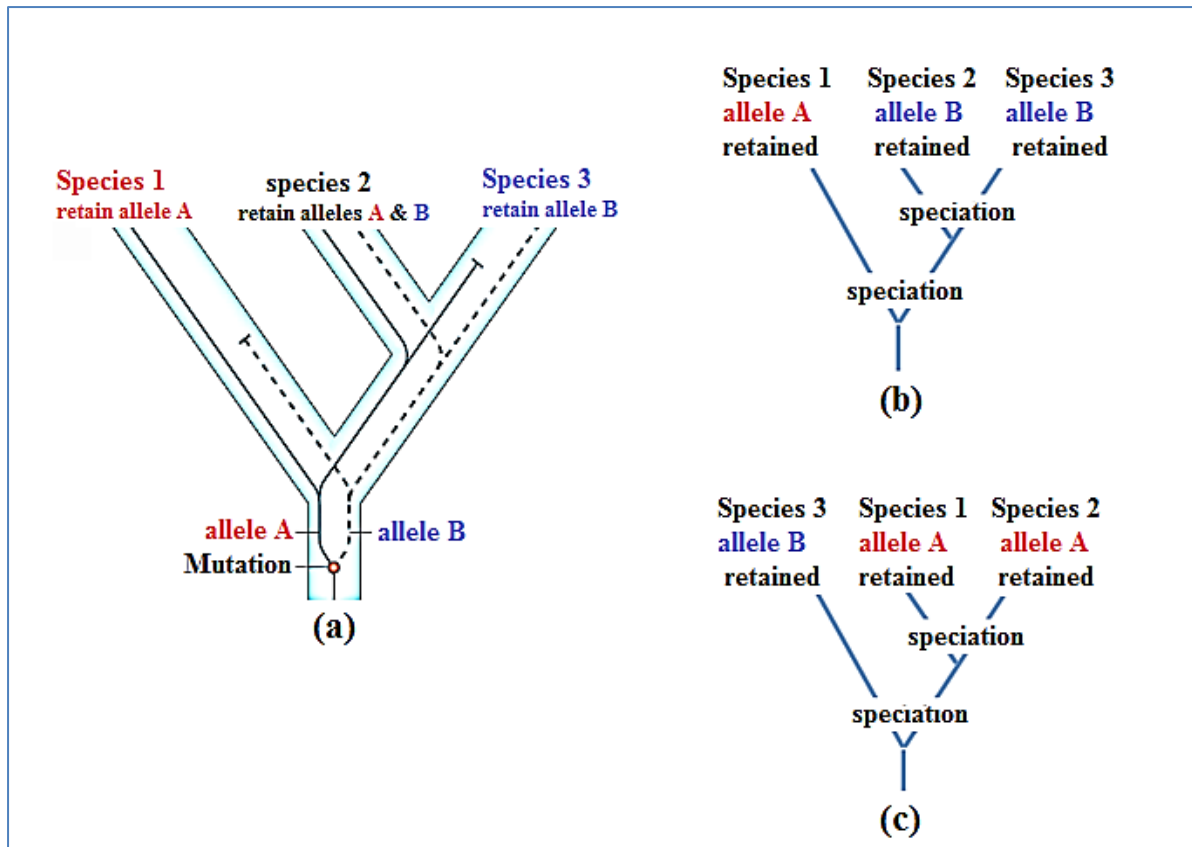 Species 1
retain allele A
species 2
retain alleles A & B
Species 3
retain allele B
allele A
allele B
Mutation
(a)
Species 1
allele A
retained
Species 2
allele B
retained
Species 3
allele B
retained
speciation
speciation
(b)
Species 3
allele B
retained
Species 1
allele A
retained
Species 2
allele A
retained
speciation
speciation
(c)